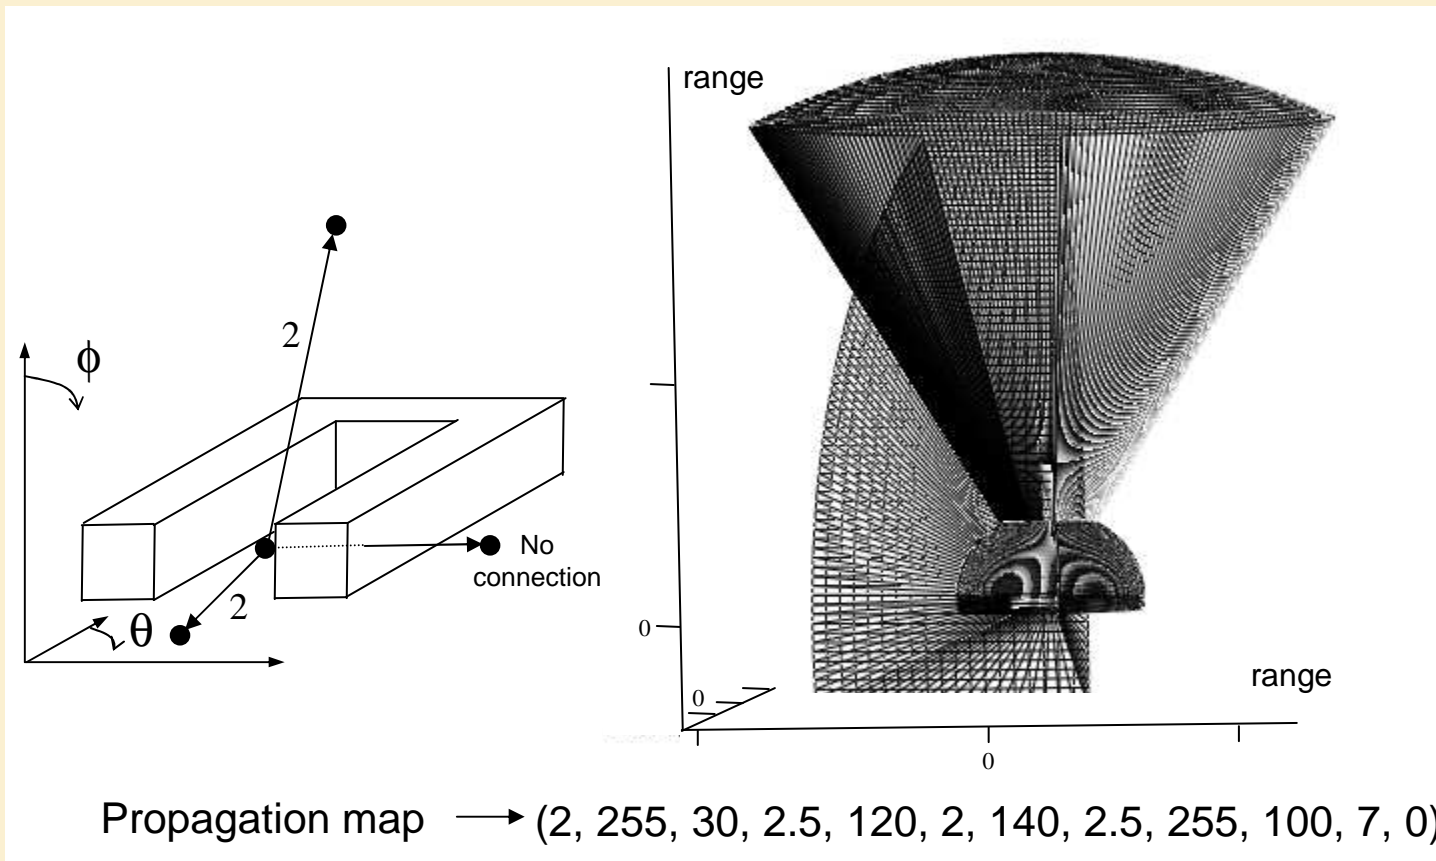 range
2
ϕ
No
connection
2
θ
0
0
range
0
Propagation map → (2, 255, 30, 2.5, 120, 2, 140, 2.5, 255, 100, 7, 0)